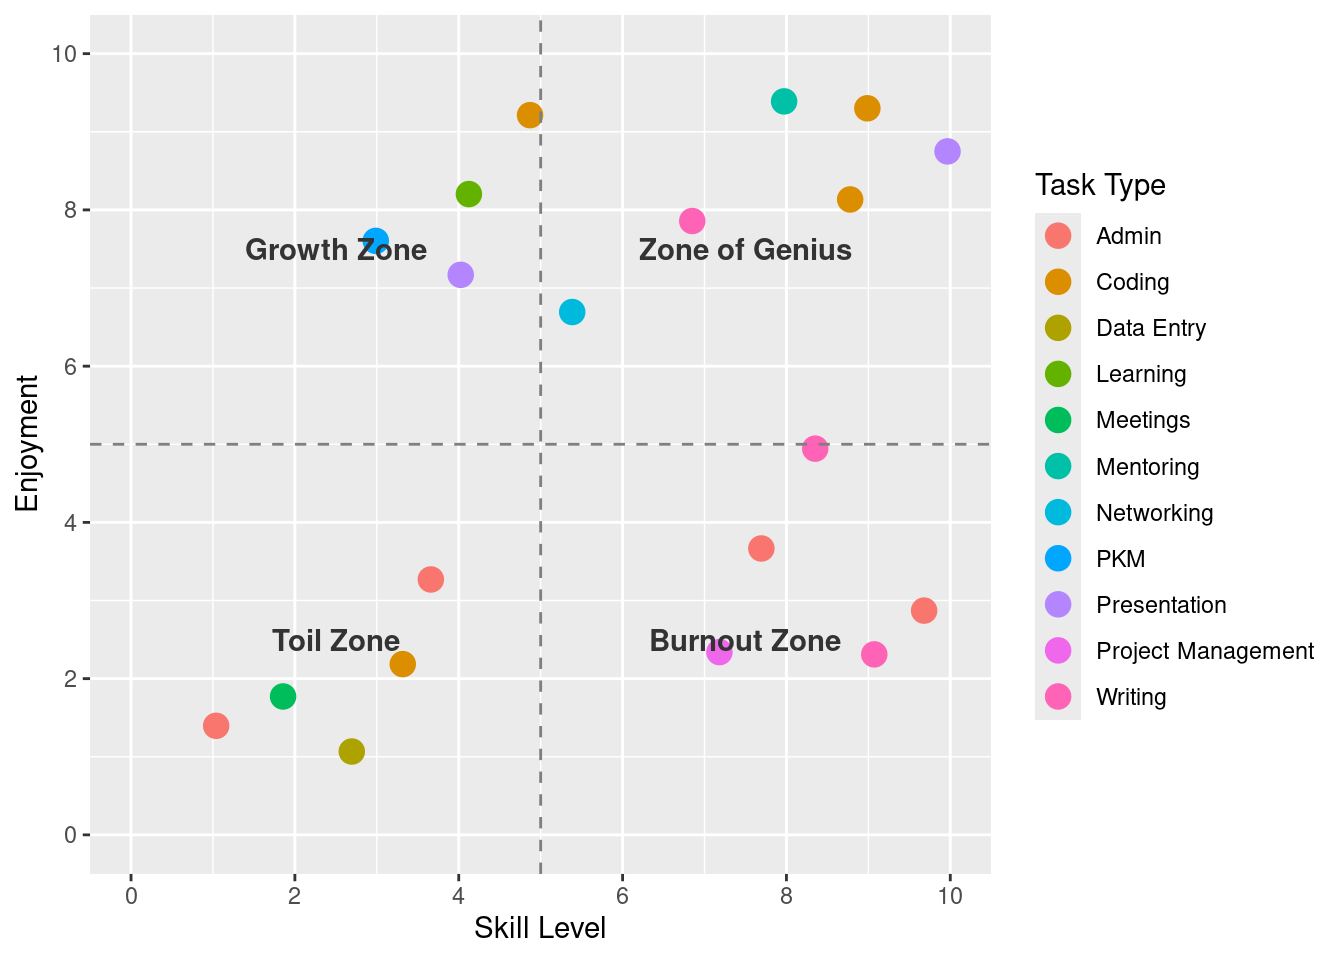 10
8
6
4
2
0
Enjoyment
Growth Zone
Zone of Genius
Toil Zone
Burnout Zone
0
2
4
6
8
10
Skill Level
Task Type
Admin
Coding
Data Entry
Learning
Meetings
Mentoring
Networking
PKM
Presentation
Project Management
Writing